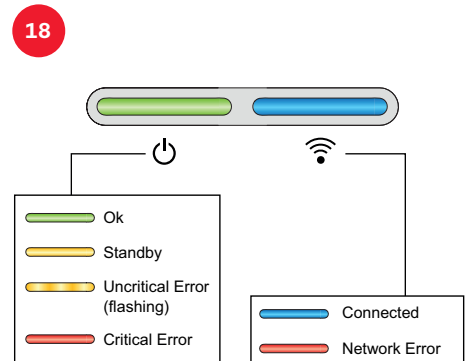 18
Ok
Standby
Uncritical Error
(flashing)
Critical Error
Connected
Network Error